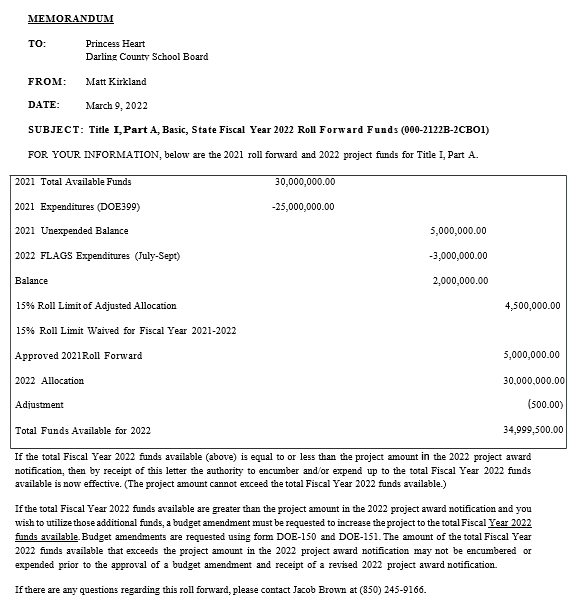 MEMORANDUM
TO: Princess Heart
Darling County School Board
FROM: Matt Kirkland
DATE: March 9, 2022
SUBJECT: Title I, Part A, Basic, State Fiscal Year 2022 Roll Forward Funds (000-2122B-2CBO1)
FOR YOUR INFORMATION, below are the 2021 roll forward and 2022 project funds for Title I, Part A.
2021 Total Available Funds 30,000,000.00
2021 Expenditures (DOE399) -25,000,000.00
2021 Unexpended Balance 5,000,000.00
2022 FLAGS Expenditures (July-Sept) -3,000,000.00
Balance 2,000,000.00
15% Roll Limit of Adjusted Allocation 4,500,000.00
15% Roll Limit Waived for Fiscal Year 2021-2022
Approved 2021Roll Forward 5,000,000.00
2022 Allocation 30,000,000.00
Adjustment (500.00)
Total Funds Available for 2022 34,999,500.00
If the total Fiscal Year 2022 funds available (above) is equal to or less than the project amount in the 2022 project award
notification, then by receipt of this letter the authority to encumber and/or expend up to the total Fiscal Year 2022 funds
available is now effective. (The project amount cannot exceed the total Fiscal Year 2022 funds available.)
If the total Fiscal Year 2022 funds available are greater than the project amount in the 2022 project award notification and you
wish to utilize those additional funds, a budget amendment must be requested to increase the project to the total Fiscal Year 2022
funds available. Budget amendments are requested using form DOE-150 and DOE-151. The amount of the total Fiscal Year
2022 funds available that exceeds the project amount in the 2022 project award notification may not be encumbered or
expended prior to the approval of a budget amendment and receipt of a revised 2022 project award notification.
If there are any questions regarding this roll forward, please contact Jacob Brown at (850) 245-9166.